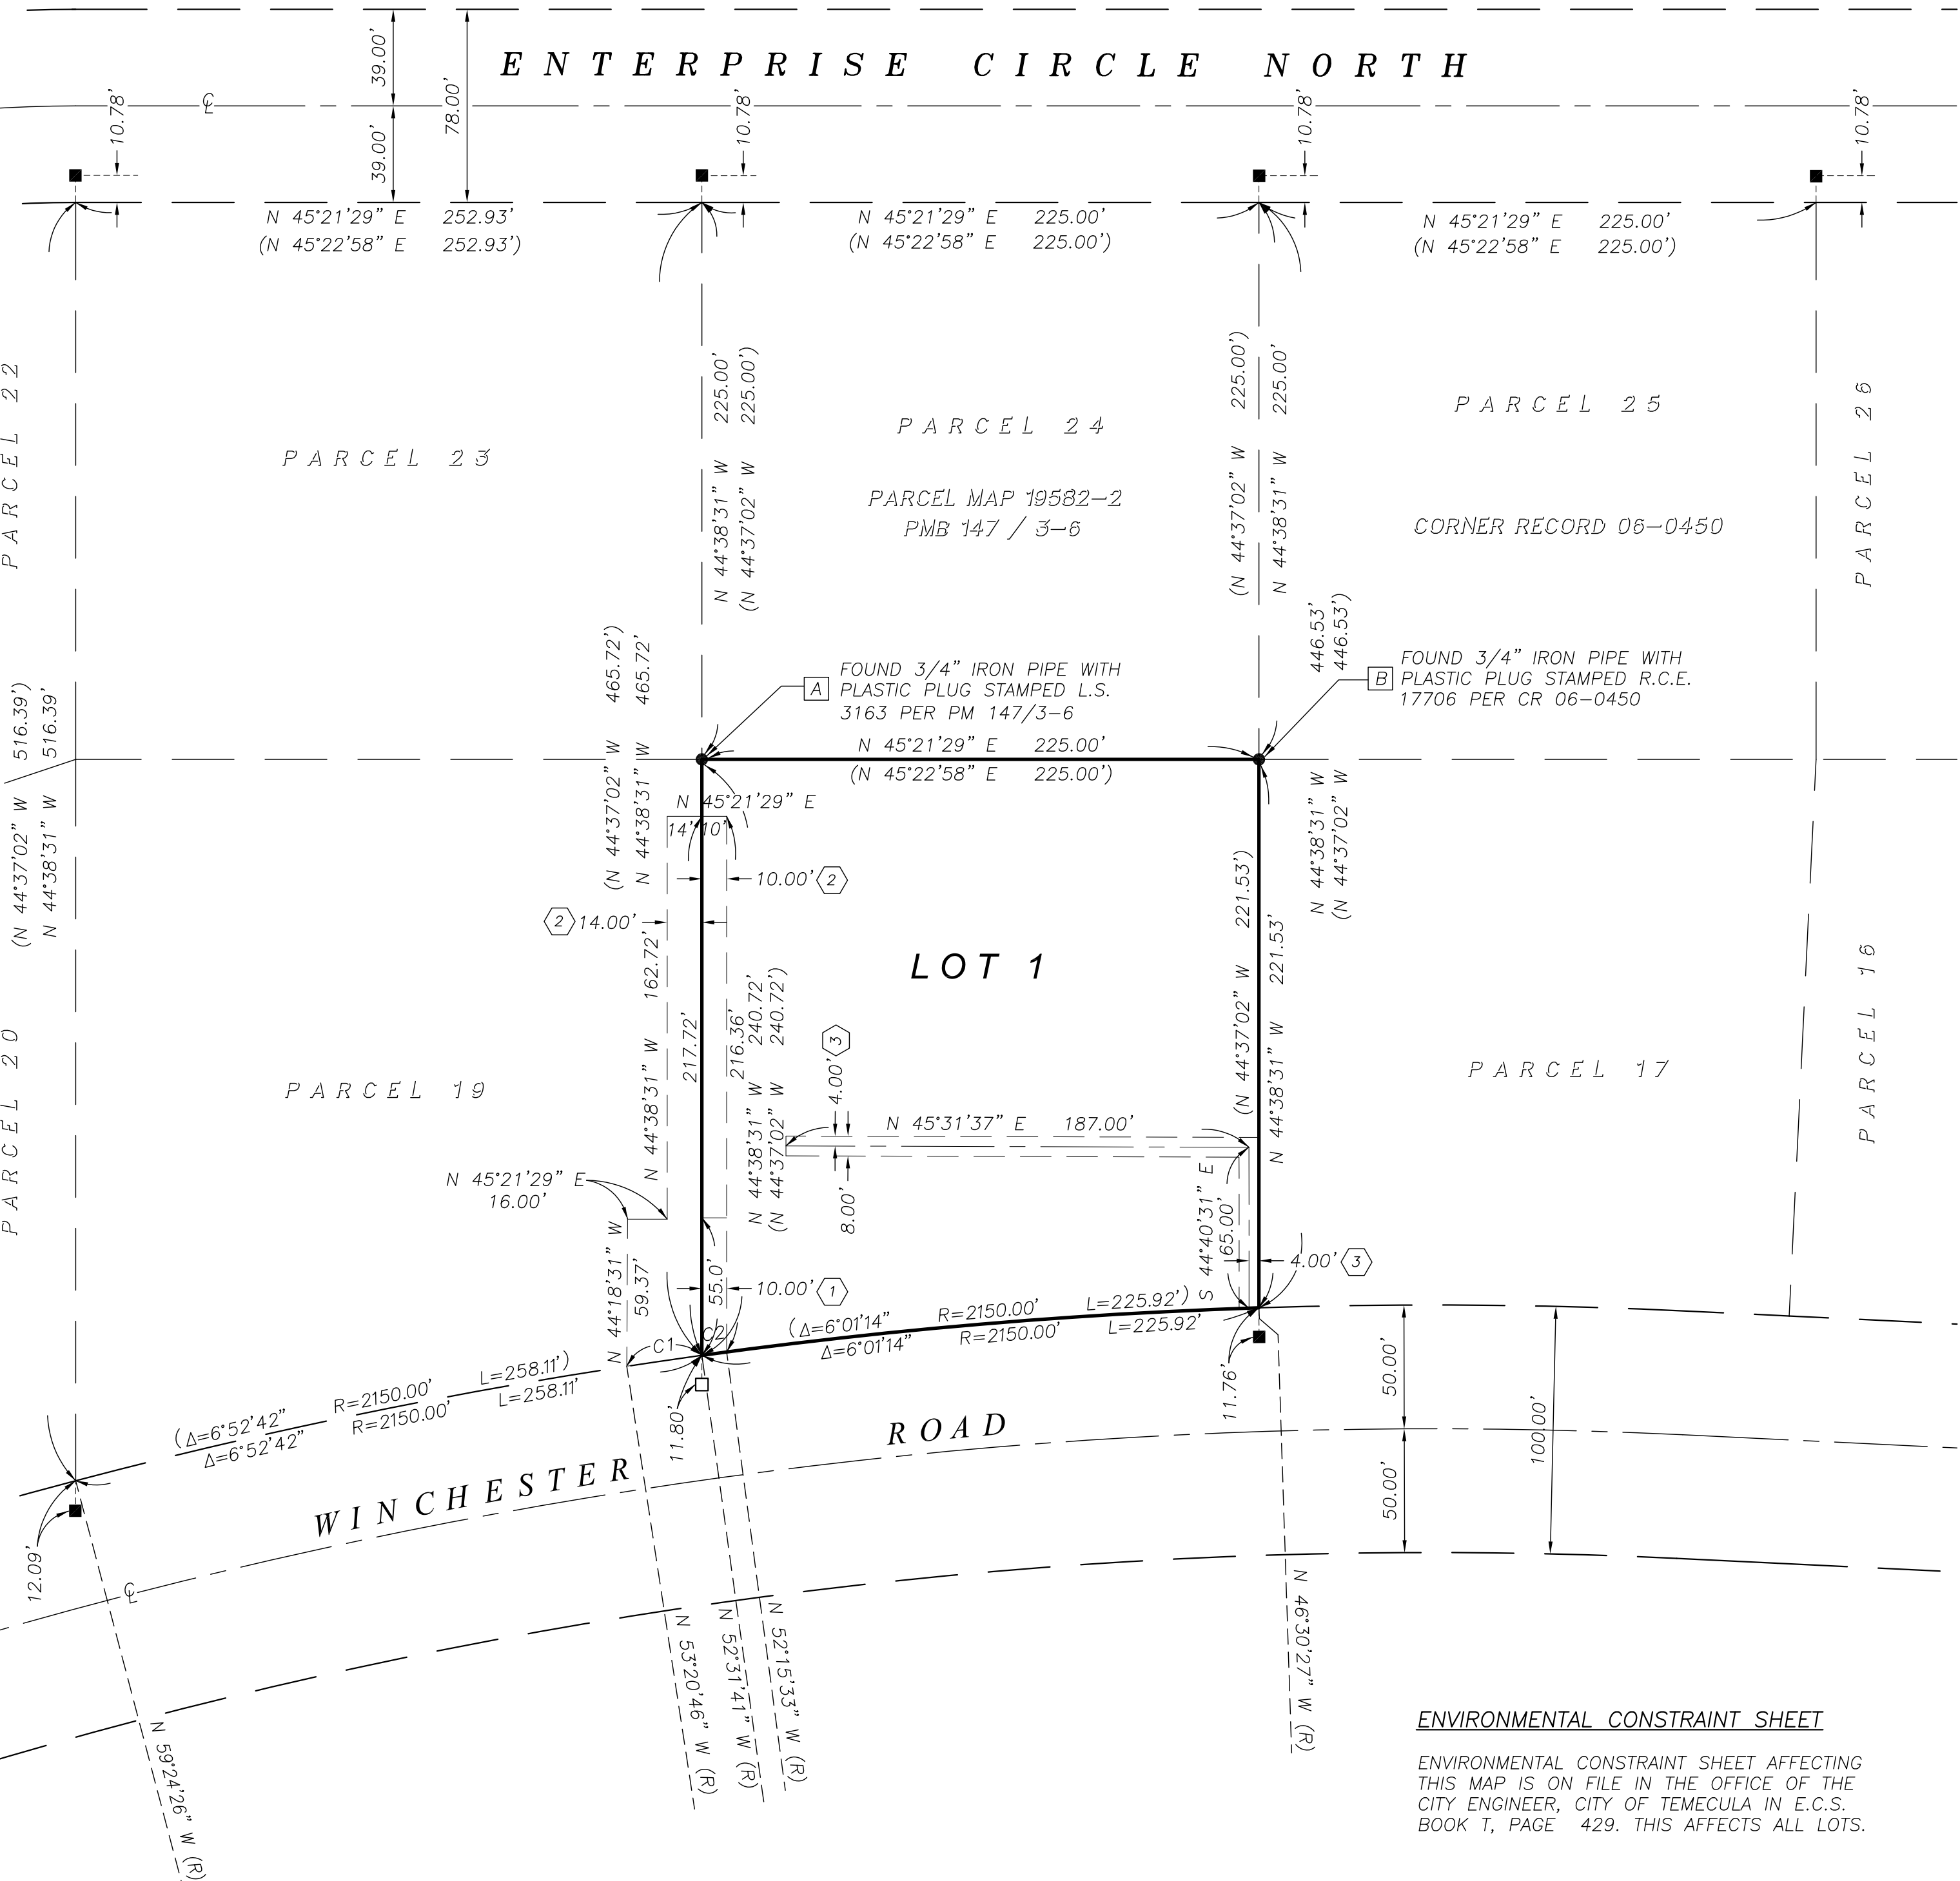 ENTERPRISE CIRCLE NORTH
39.00'
39.00'
78.00'
℄
10.78'
10.78'
10.78'
10.78'
N 45°21'29" E 252.93'
(N 45°22'58" E 252.93')
N 45°21'29" E 225.00'
(N 45°22'58" E 225.00')
N 45°21'29" E 225.00'
(N 45°22'58" E 225.00')
PARCEL 22
PARCEL 23
N 44°38'31" W 225.00'
(N 44°37'02" W 225.00')
PARCEL 24
PARCEL MAP 19582-2
PMB 147 / 3-6
(N 44°37'02" W 225.00')
N 44°38'31" W 225.00'
PARCEL 25
CORNER RECORD 06-0450
PARCEL 26
(N 44°37'02" W 516.39')
N 44°38'31" W 516.39'
(N 44°37'02" W 465.72')
N 44°38'31" W 465.72'
A
FOUND 3/4" IRON PIPE WITH
PLASTIC PLUG STAMPED L.S.
3163 PER PM 147/3-6
N 44°38'31" W 446.53'
(N 44°37'02" W 446.53')
B
FOUND 3/4" IRON PIPE WITH
PLASTIC PLUG STAMPED R.C.E.
17706 PER CR 06-0450
N 45°21'29" E 225.00'
(N 45°22'58" E 225.00')
N 45°21'29" E
14' 10'
10.00' 2
2 14.00'
LOT 1
N 44°38'31" W 162.72'
217.72'
216.36'
N 44°38'31" W 240.72'
(N 44°37'02" W 240.72')
4.00' 3
8.00'
N 45°31'37" E 187.00'
(N 44°37'02" W 221.53')
N 44°38'31" W 221.53'
PARCEL 20
PARCEL 19
PARCEL 17
PARCEL 16
N 45°21'29" E
16.00'
N 44°18'31" W
59.37'
55.0'
10.00' 1
S 44°40'31" E
65.00'
4.00' 3
C1
C2
(Δ=6°01'14" R=2150.00' L=225.92')
Δ=6°01'14" R=2150.00' L=225.92'
(Δ=6°52'42" R=2150.00' L=258.11')
Δ=6°52'42" R=2150.00' L=258.11'
11.80'
11.76'
12.09'
50.00'
50.00'
100.00'
WINCHESTER ROAD
℄
N 59°24'26" W (R)
N 53°20'46" W (R)
N 52°31'41" W (R)
N 52°15'33" W (R)
N 46°30'27" W (R)
ENVIRONMENTAL CONSTRAINT SHEET
ENVIRONMENTAL CONSTRAINT SHEET AFFECTING
THIS MAP IS ON FILE IN THE OFFICE OF THE
CITY ENGINEER, CITY OF TEMECULA IN E.C.S.
BOOK T, PAGE 429. THIS AFFECTS ALL LOTS.